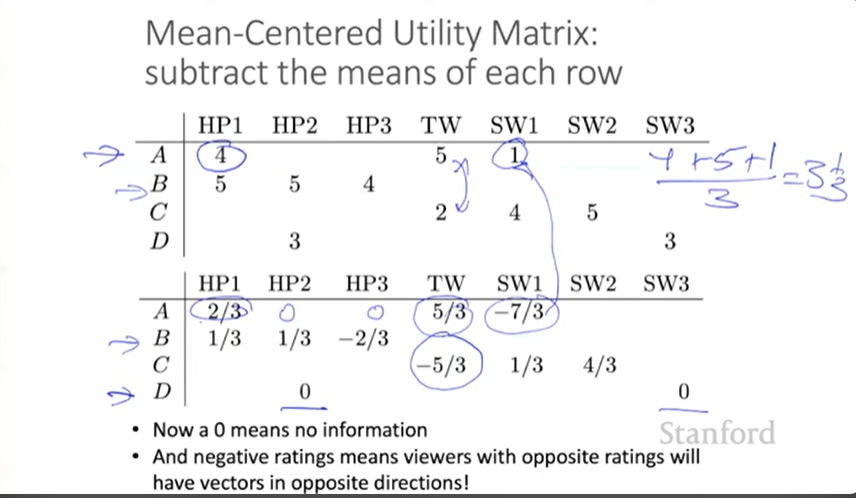 Mean-Centered Utility Matrix:
subtract the means of each row
HP1 HP2 HP3 TW SW1 SW2 SW3
A 4 5 1
B 5 5 4
C 2 4 5
D 3 3
4+5+1
3
=3 1/3
HP1 HP2 HP3 TW SW1 SW2 SW3
A 2/3 0 0 5/3 −7/3
B 1/3 1/3 −2/3
C −5/3 1/3 4/3
D 0 0
• Now a 0 means no information
Stanford
• And negative ratings means viewers with opposite ratings will
have vectors in opposite directions!